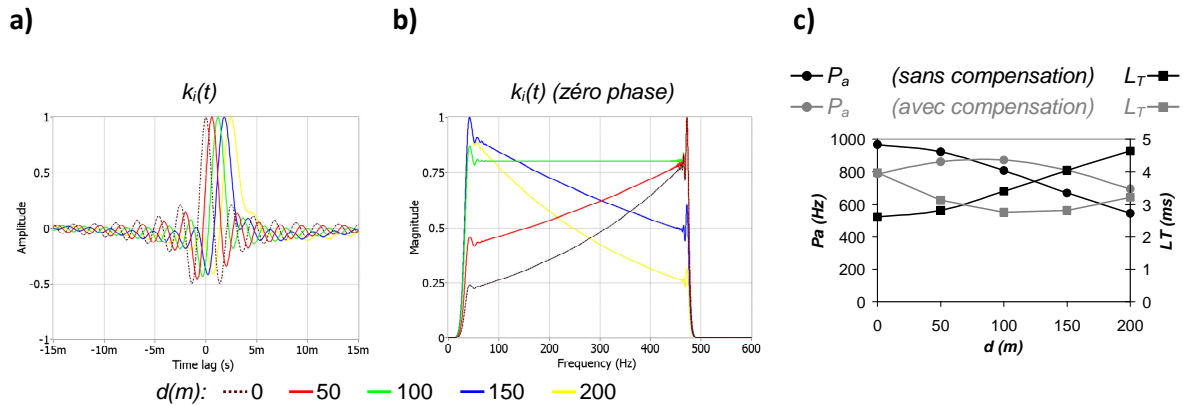 a)
b)
c)
kᵢ(t)
kᵢ(t) (zéro phase)
Pₐ (sans compensation) L_T
Pₐ (avec compensation) L_T
1
0.5
0
-0.5
-1
Amplitude
-15m -10m -5m 0 5m 10m 15m
Time lag (s)
1
0.75
0.5
0.25
0
Magnitude
0 100 200 300 400 500 600
Frequency (Hz)
1000
800
600
400
200
0
Pa (Hz)
5
4
3
2
1
0
LT (ms)
0 50 100 150 200
d (m)
d(m): 0 50 100 150 200